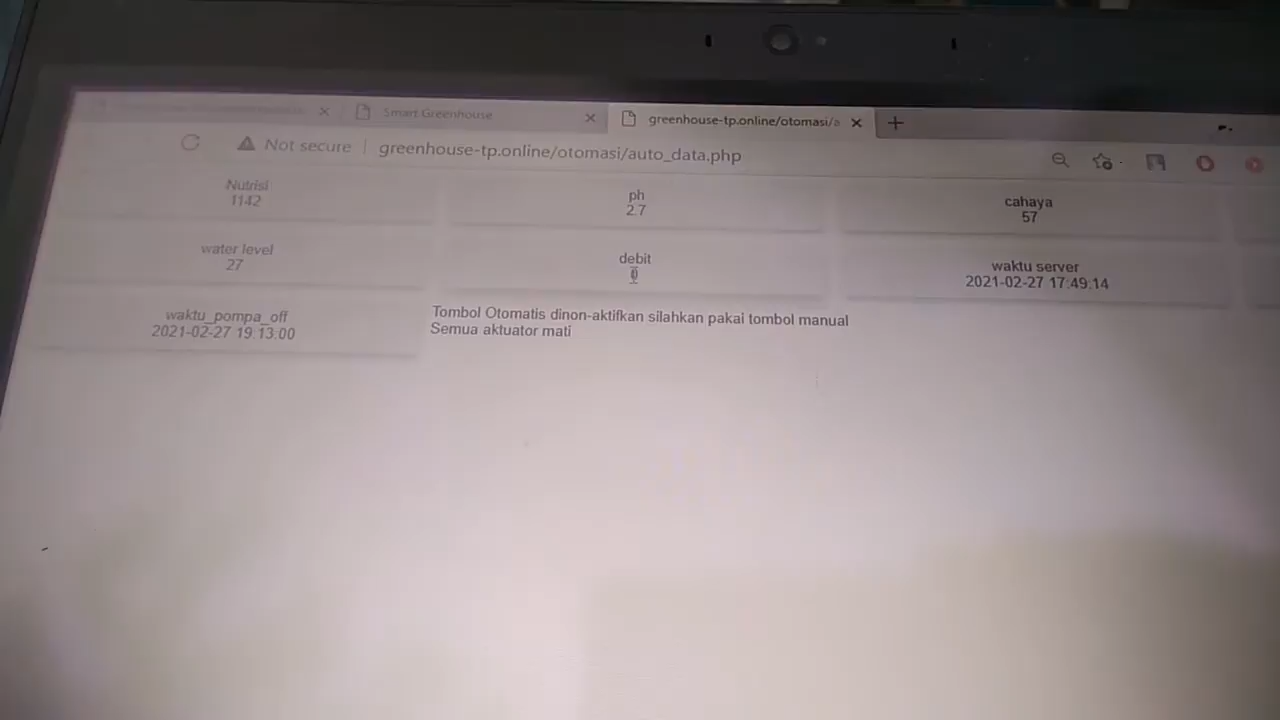 Smart Greenhouse
greenhouse-tp.online/otomasi/a
Not secure
greenhouse-tp.online/otomasi/auto_data.php
Nutrisi
1142
ph
2.7
cahaya
57
water level
27
debit
0
waktu server
2021-02-27 17:49:14
waktu_pompa_off
2021-02-27 19:13:00
Tombol Otomatis dinon-aktifkan silahkan pakai tombol manual
Semua aktuator mati